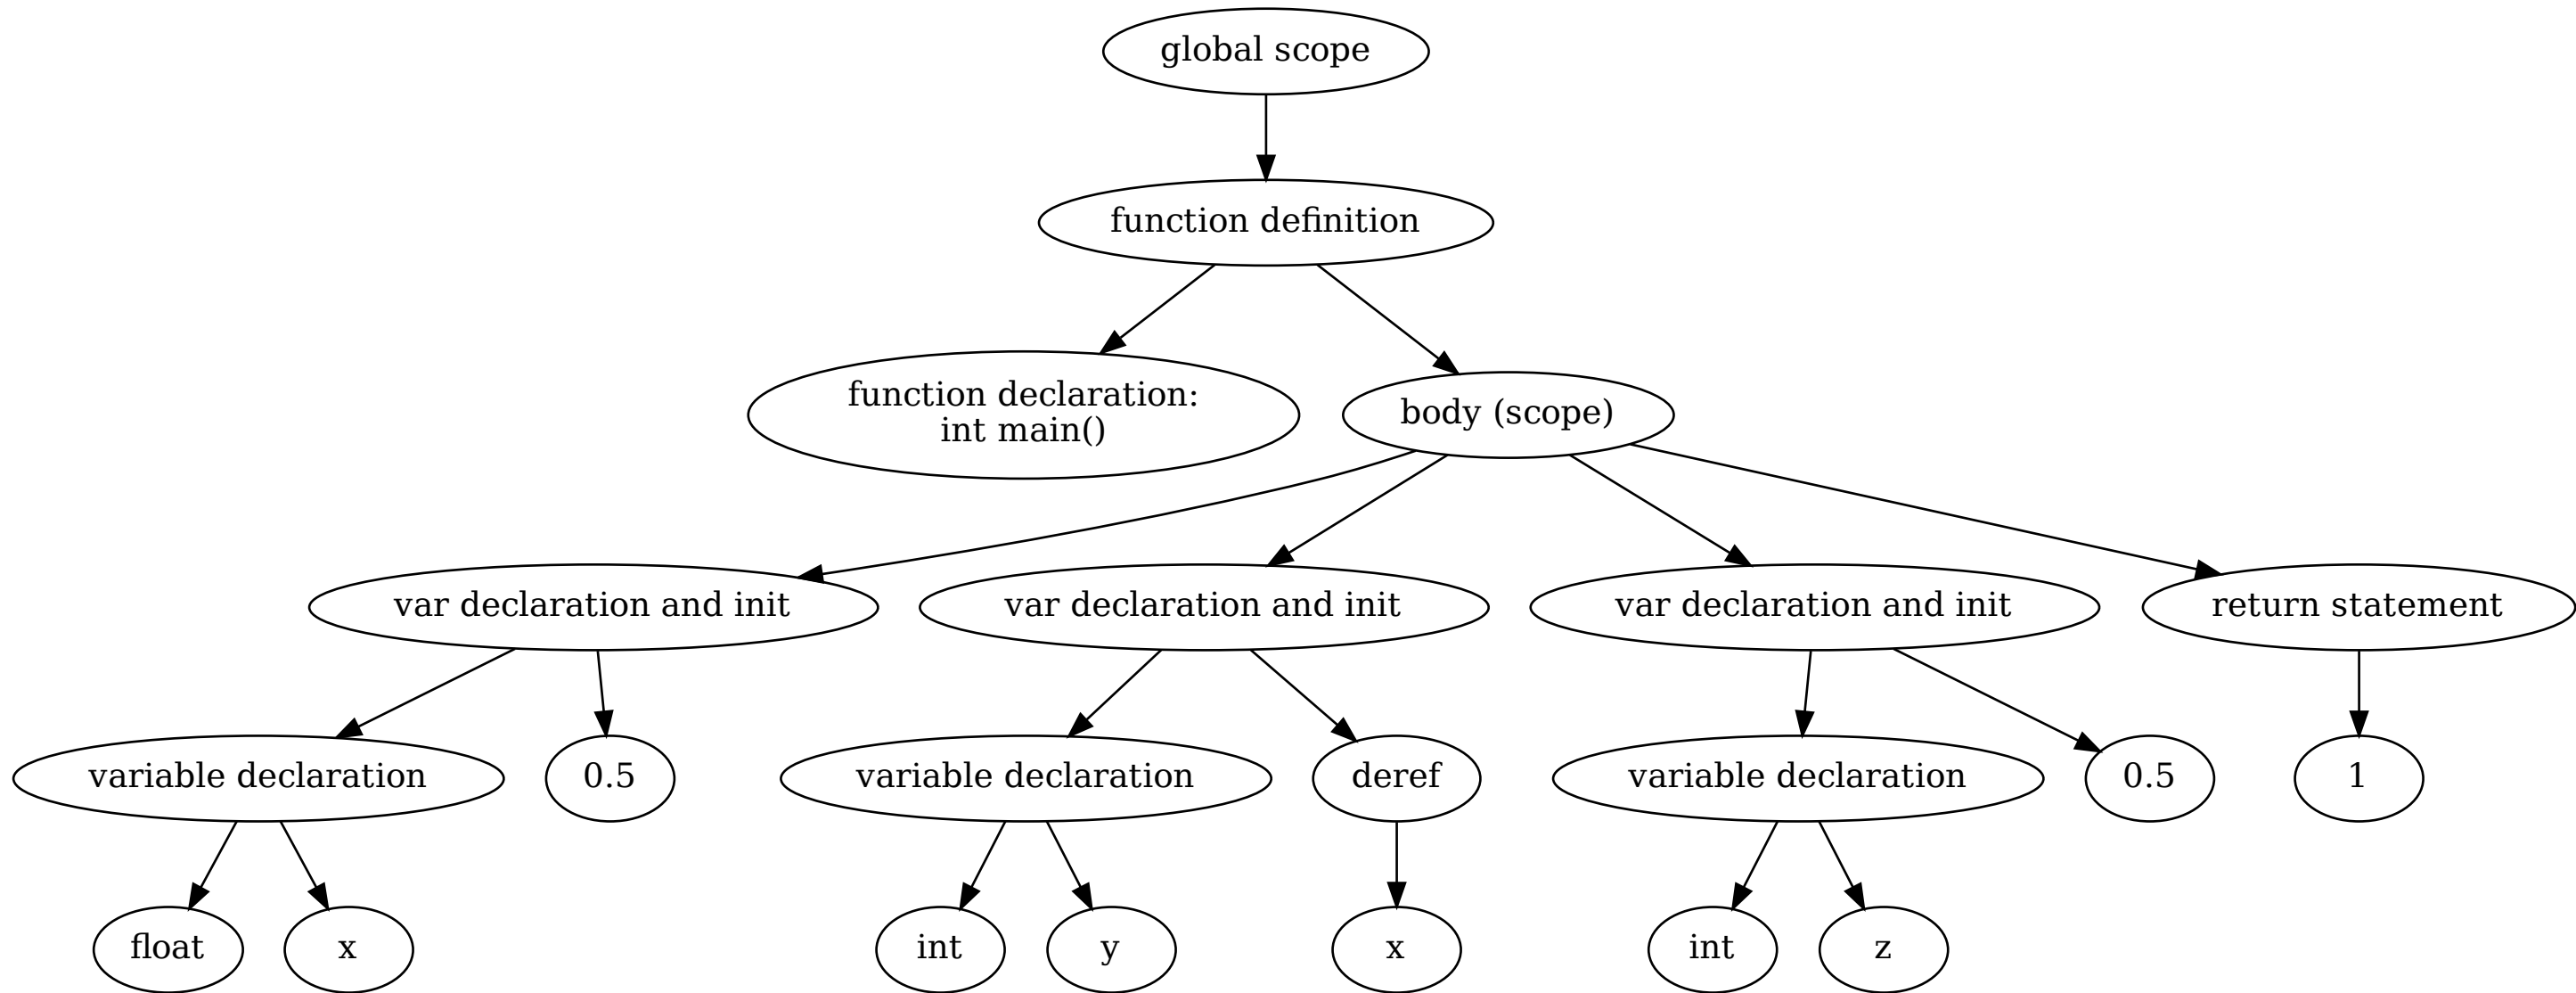 global scope
function definition
function declaration:
int main()
body (scope)
var declaration and init
var declaration and init
var declaration and init
return statement
variable declaration
0.5
variable declaration
deref
variable declaration
0.5
1
float
x
int
y
x
int
z